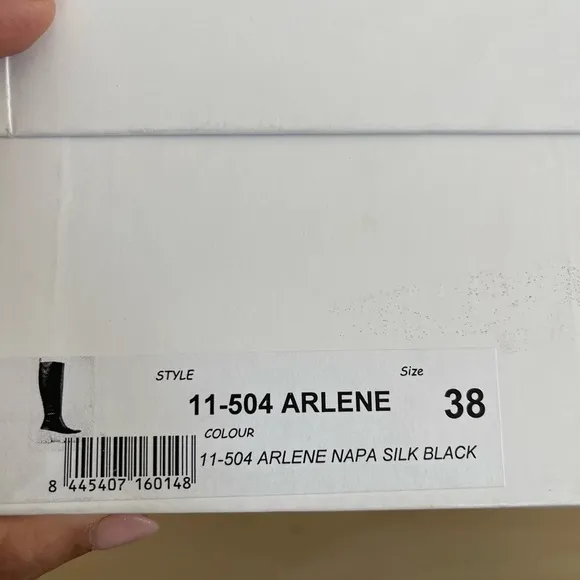 STYLE Size
11-504 ARLENE 38
COLOUR
11-504 ARLENE NAPA SILK BLACK
8 445407 160148